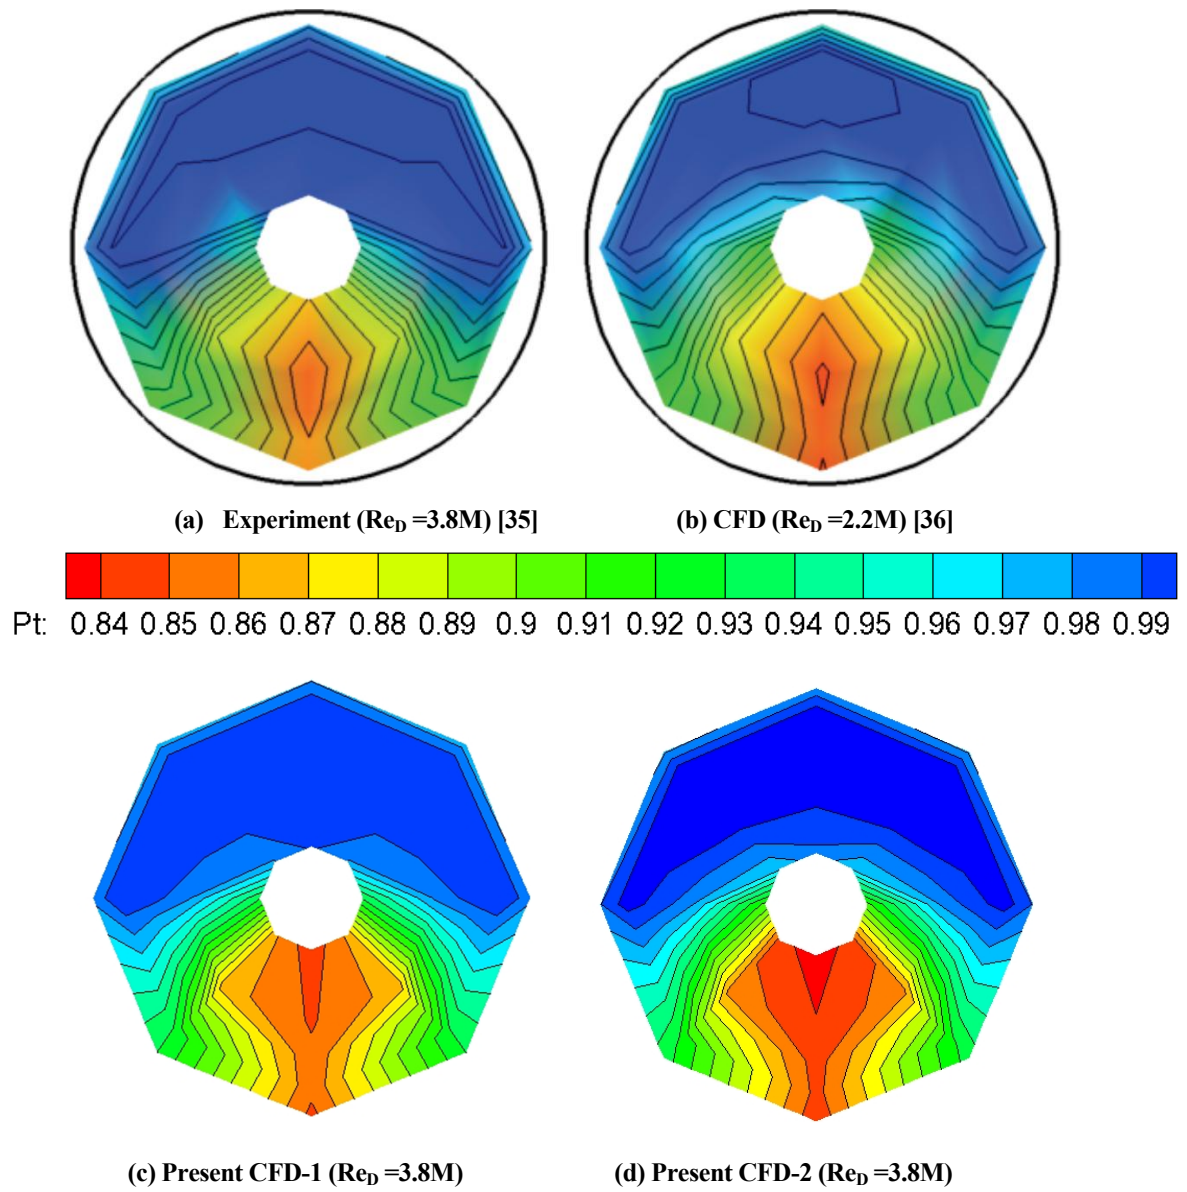 (a) Experiment (ReD =3.8M) [35]
(b) CFD (ReD =2.2M) [36]
Pt: 0.84 0.85 0.86 0.87 0.88 0.89 0.9 0.91 0.92 0.93 0.94 0.95 0.96 0.97 0.98 0.99
(c) Present CFD-1 (ReD =3.8M)
(d) Present CFD-2 (ReD =3.8M)